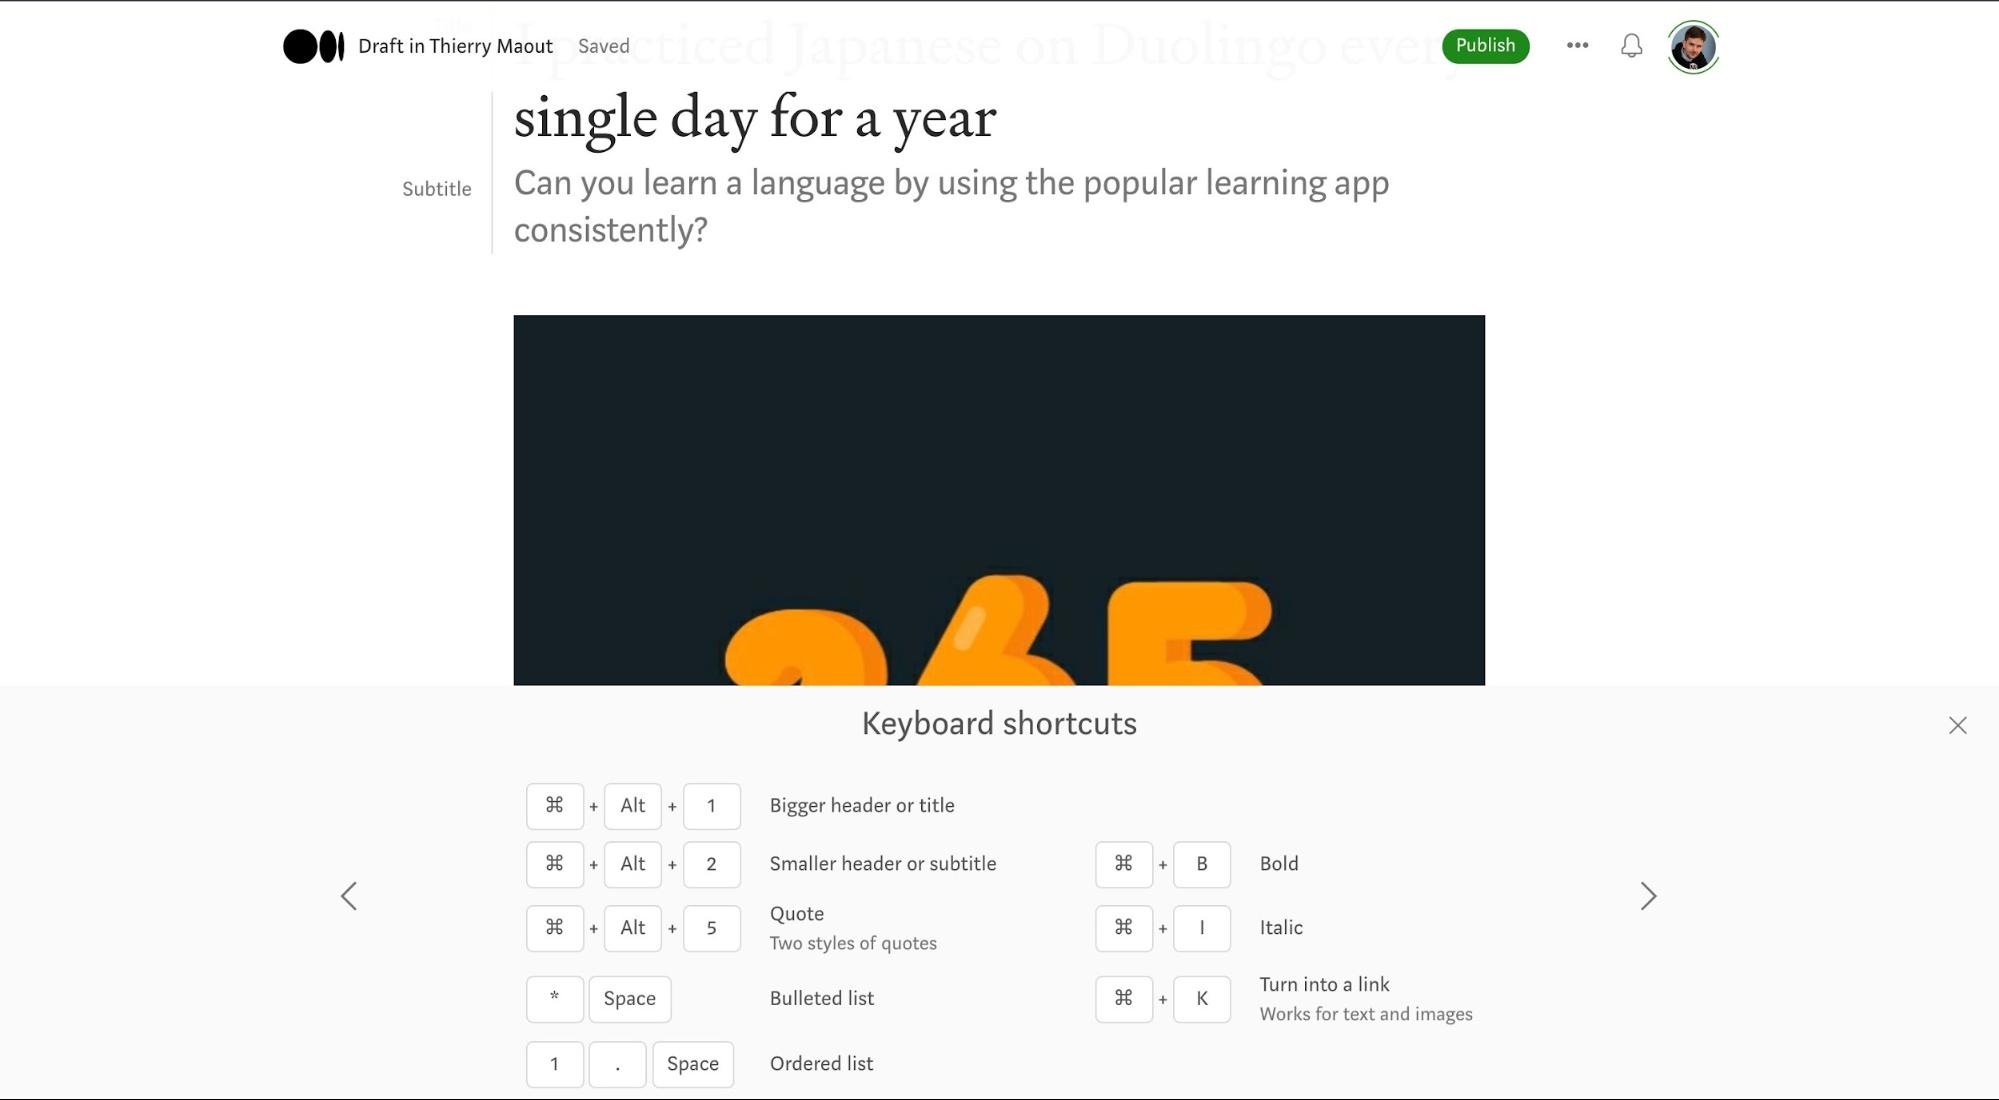 Title
I practiced Japanese on Duolingo every
Draft in Thierry Maout Saved Publish
single day for a year
Subtitle
Can you learn a language by using the popular learning app
consistently?
365
Keyboard shortcuts
⌘ + Alt + 1 Bigger header or title
⌘ + Alt + 2 Smaller header or subtitle
⌘ + B Bold
⌘ + Alt + 5 Quote
Two styles of quotes
⌘ + I Italic
* Space Bulleted list
⌘ + K Turn into a link
Works for text and images
1 . Space Ordered list